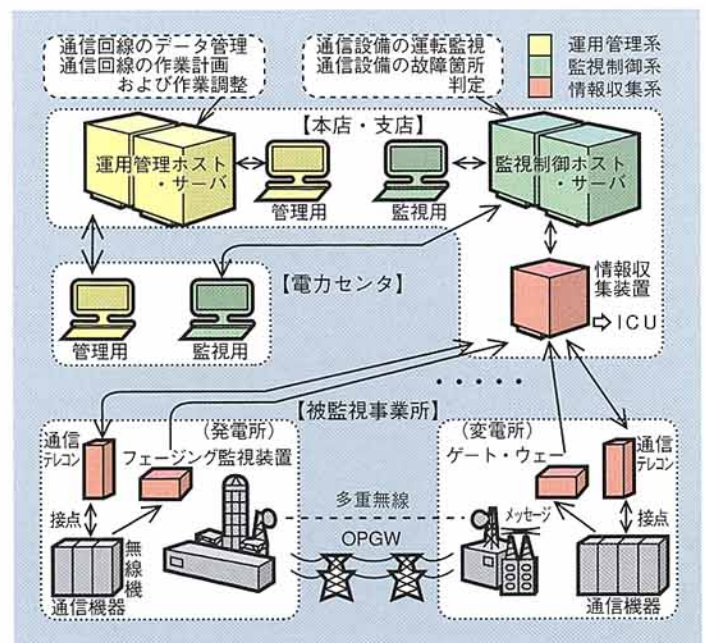 通信回線のデータ管理
通信回線の作業計画
および作業調整
通信設備の運転監視
通信設備の故障箇所
判定
運用管理系
監視制御系
情報収集系
【本店・支店】
運用管理ホスト
・サーバ
管理用
監視用
監視制御ホスト
・サーバ
【電力センタ】
管理用
監視用
情報収
集装置
⇨ICU
・・・・・
【被監視事業所】
(発電所)
通信
テレコン
フェージング監視装置
接点
無線機
通信機器
多重無線
OPGW
(変電所)
ゲート・ウェー
通信
テレコン
メッセージ
接点
通信機器